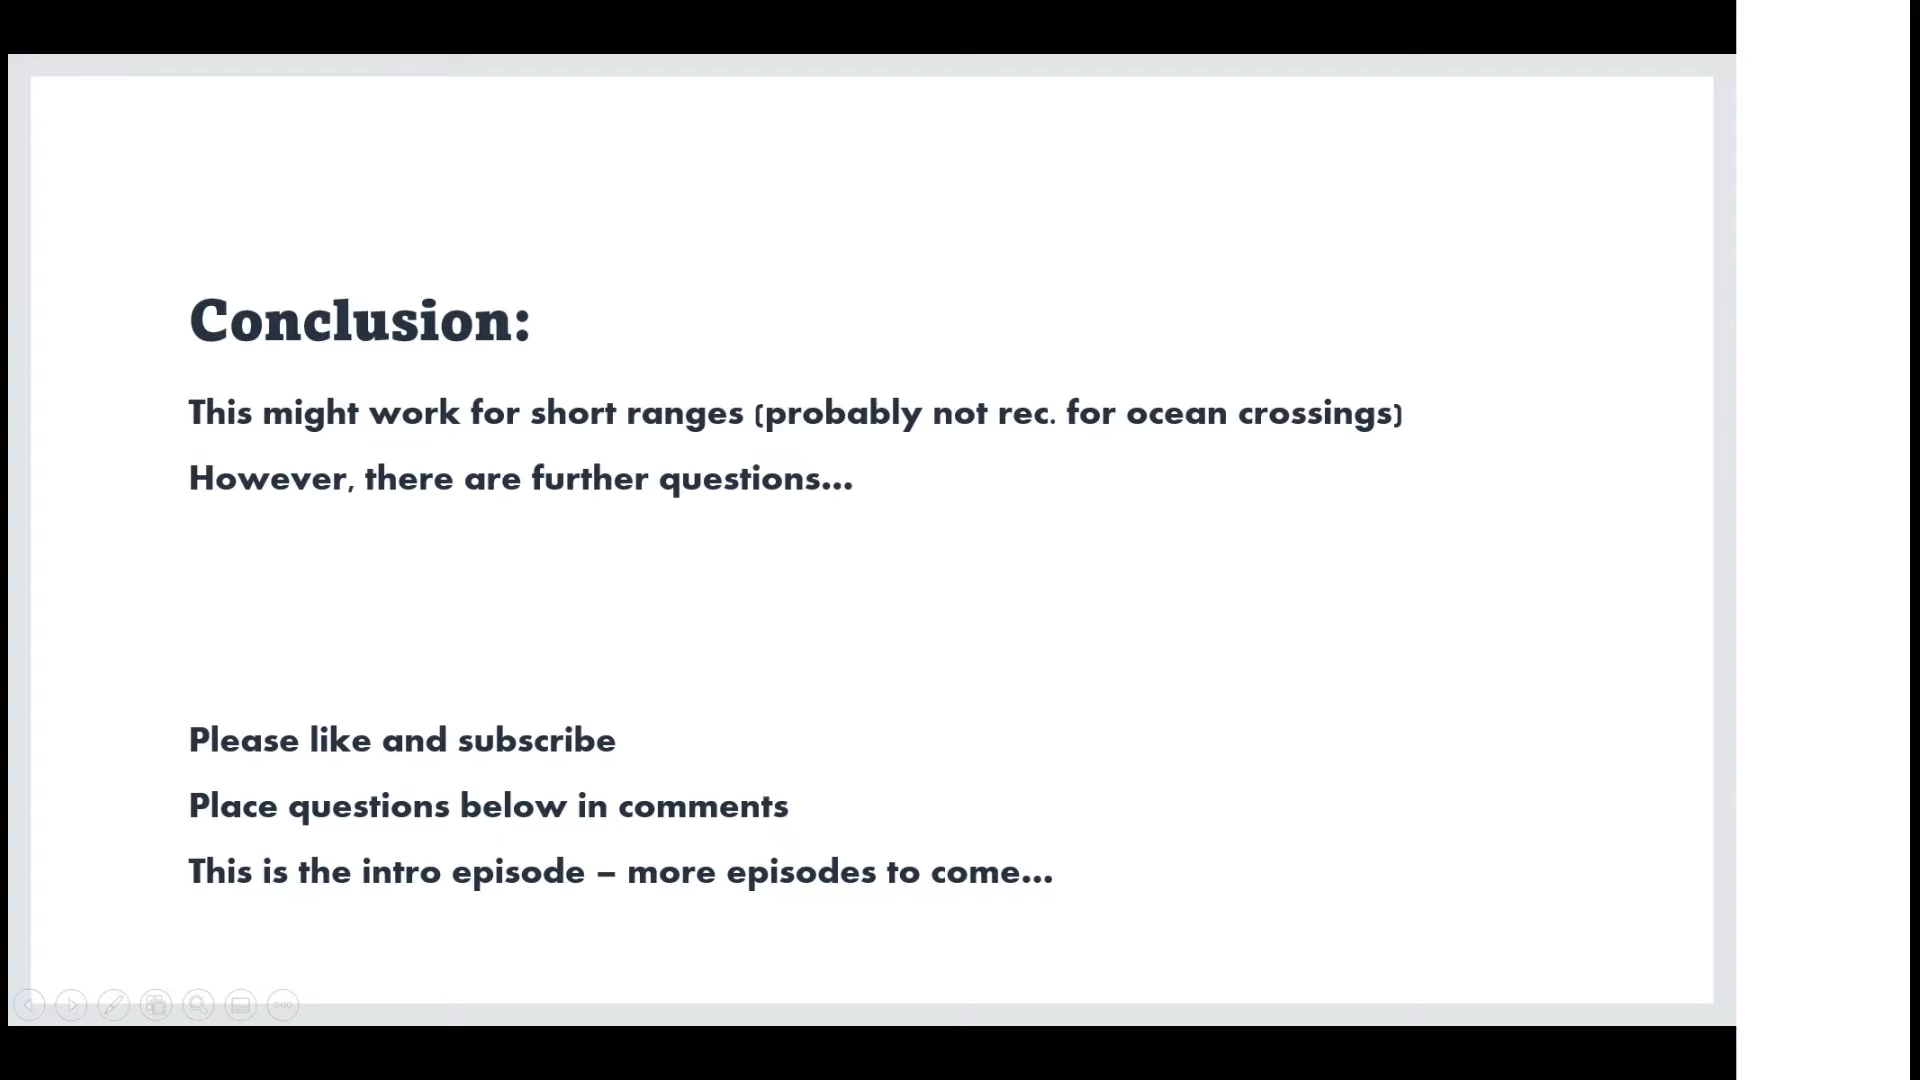 Conclusion:
This might work for short ranges (probably not rec. for ocean crossings)
However, there are further questions...
Please like and subscribe
Place questions below in comments
This is the intro episode – more episodes to come...